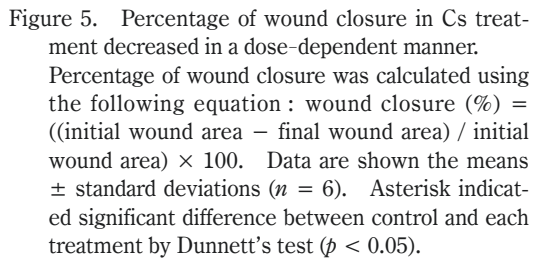 Figure 5. Percentage of wound closure in Cs treat-
ment decreased in a dose-dependent manner.
Percentage of wound closure was calculated using
the following equation : wound closure (%) =
((initial wound area − final wound area) / initial
wound area) × 100. Data are shown the means
± standard deviations (n = 6). Asterisk indicat-
ed significant difference between control and each
treatment by Dunnett's test (p < 0.05).